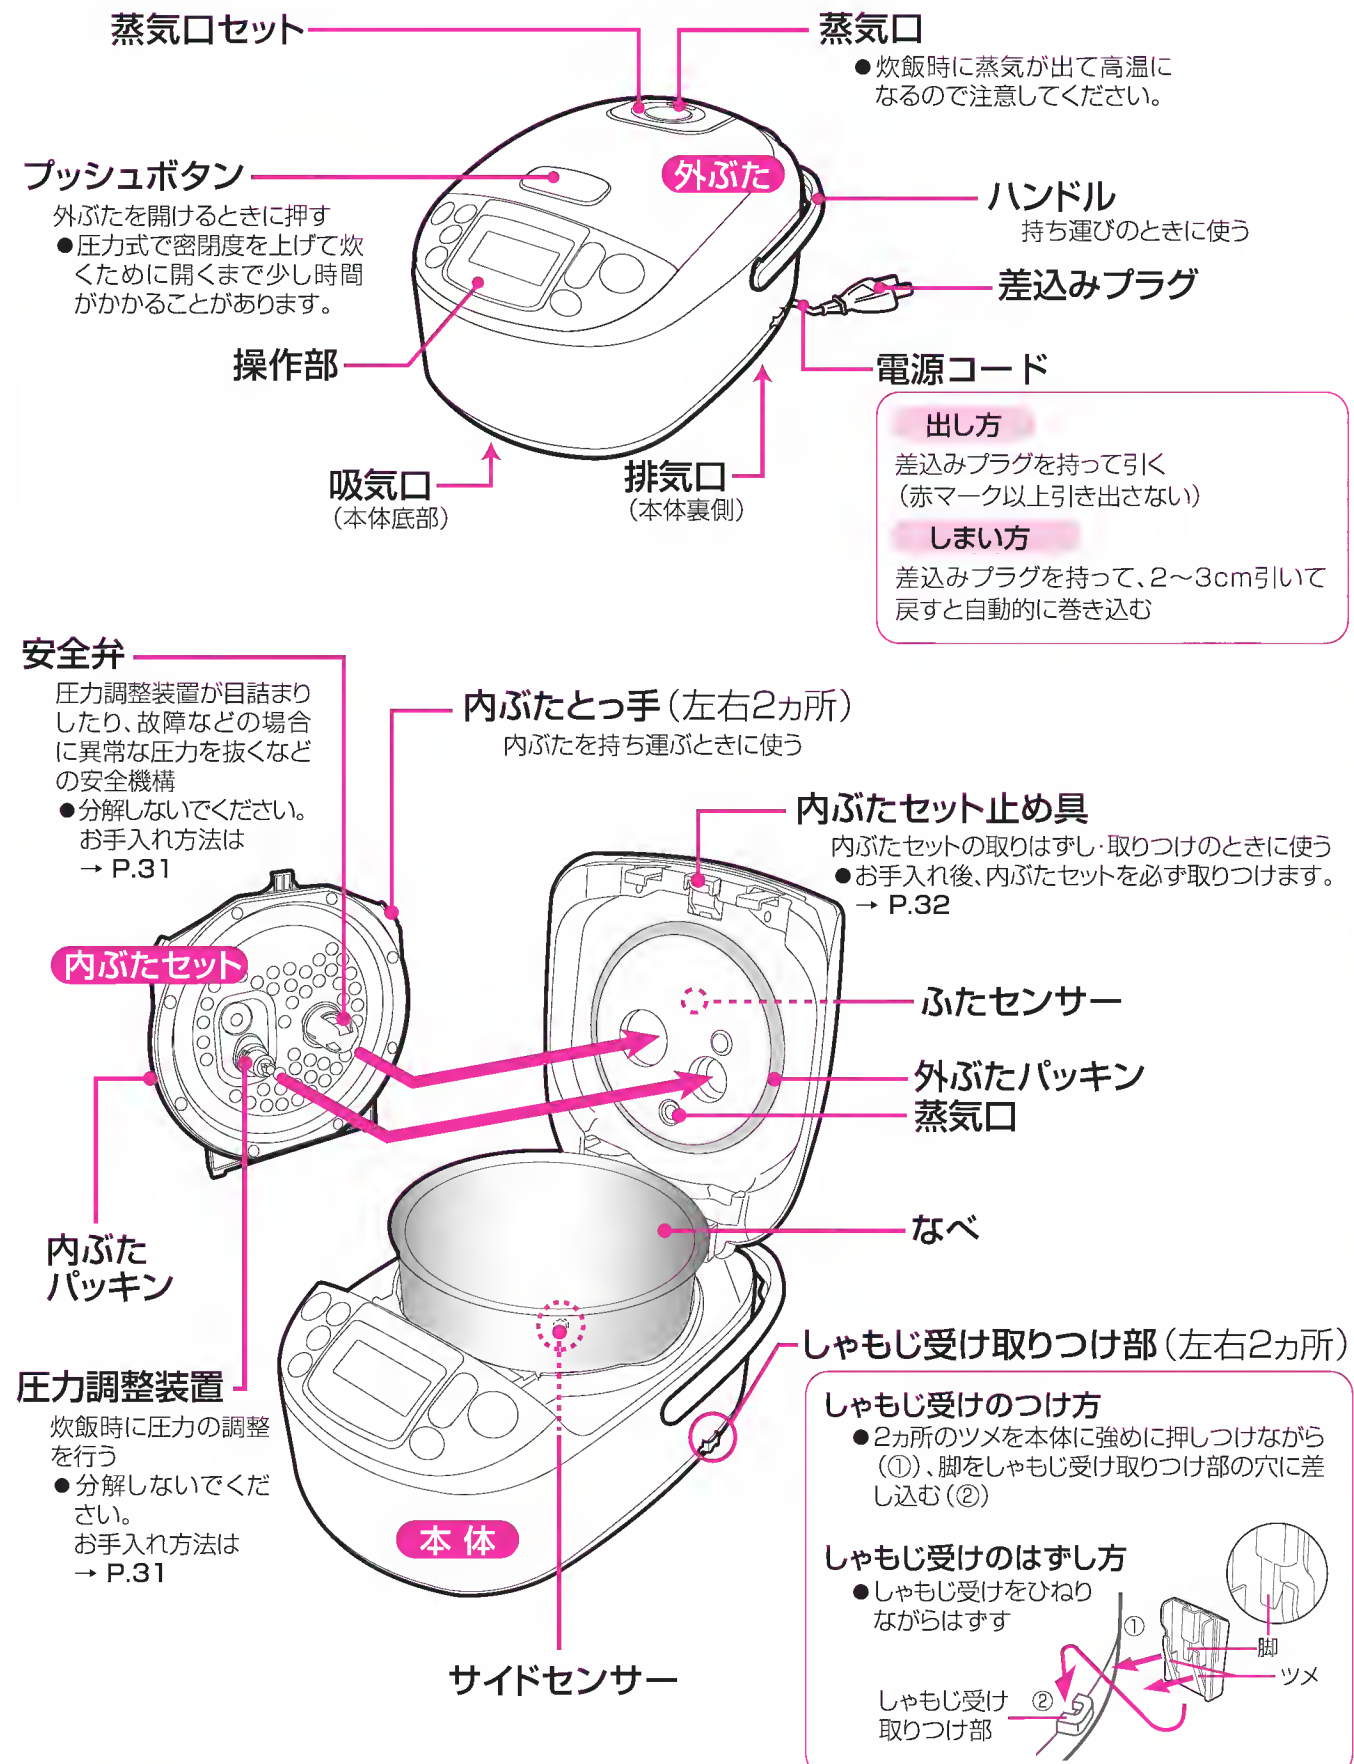 蒸気口セット
蒸気口
●炊飯時に蒸気が出て高温に
なるので注意してください。
プッシュボタン
外ぶたを開けるときに押す
●圧力式で密閉度を上げて炊
くために開くまで少し時間
がかかることがあります。
外ぶた
ハンドル
持ち運びのときに使う
差込みプラグ
操作部
電源コード
出し方
差込みプラグを持って引く
(赤マーク以上引き出さない)
しまい方
差込みプラグを持って、2～3cm引いて
戻すと自動的に巻き込む
吸気口
(本体底部)
排気口
(本体裏側)
安全弁
圧力調整装置が目詰まり
したり、故障などの場合
に異常な圧力を抜くなど
の安全機構
●分解しないでください。
お手入れ方法は
→ P.31
内ぶたとっ手(左右2ヵ所)
内ぶたを持ち運ぶときに使う
内ぶたセット止め具
内ぶたセットの取りはずし・取りつけのときに使う
●お手入れ後、内ぶたセットを必ず取りつけます。
→ P.32
内ぶたセット
ふたセンサー
外ぶたパッキン
蒸気口
なべ
内ぶた
パッキン
圧力調整装置
炊飯時に圧力の調整
を行う
●分解しないでくだ
さい。
お手入れ方法は
→ P.31
本体
サイドセンサー
しゃもじ受け取りつけ部(左右2ヵ所)
しゃもじ受けのつけ方
●2ヵ所のツメを本体に強めに押しつけながら
(①)、脚をしゃもじ受け取りつけ部の穴に差
し込む(②)
しゃもじ受けのはずし方
●しゃもじ受けをひねり
ながらはずす
①
脚
ツメ
②
しゃもじ受け
取りつけ部